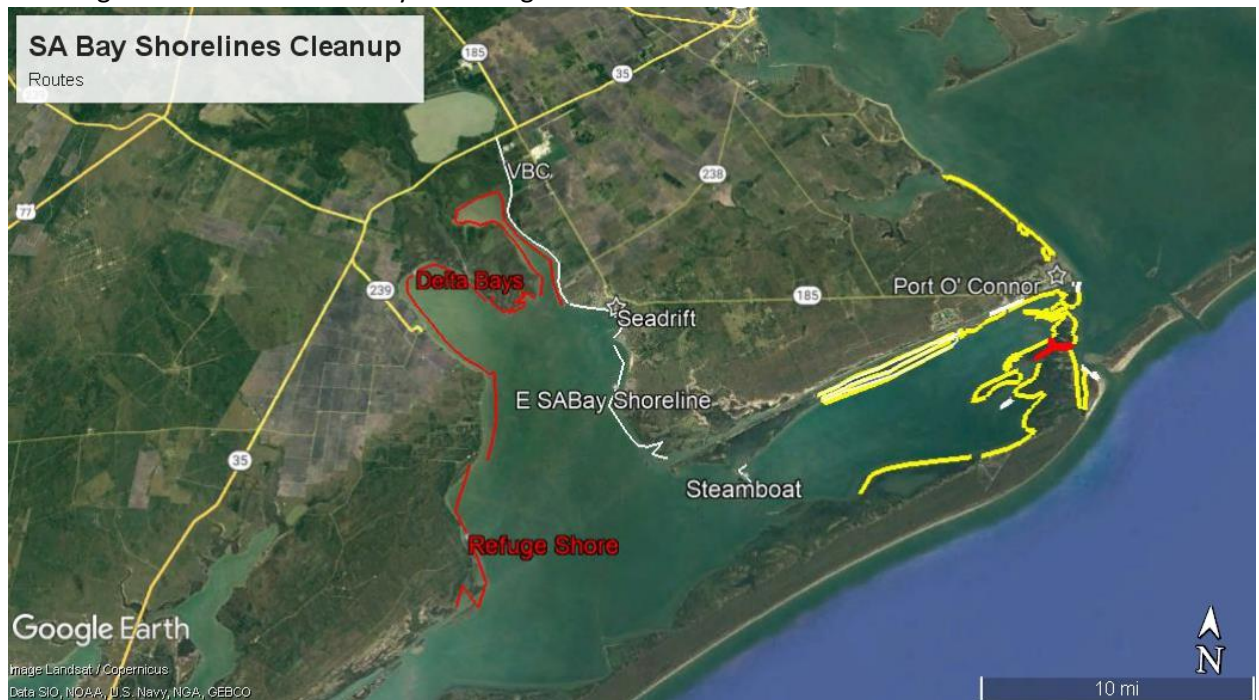 SA Bay Shorelines Cleanup
Routes
185
35
VBC
238
77
Delta Bays
239
Port O' Connor
185
Seadrift
E SABay Shoreline
35
Steamboat
Refuge Shore
Google Earth
Image Landsat / Copernicus
Data SIO, NOAA, U.S. Navy, NGA, GEBCO
N
10 mi